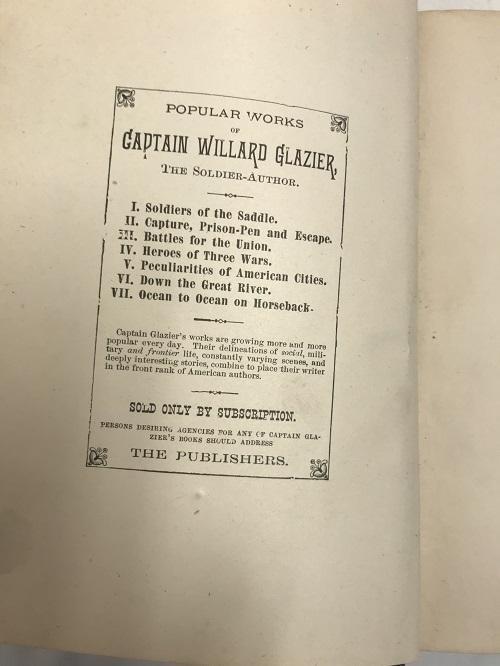 POPULAR WORKS
OF
CAPTAIN WILLARD GLAZIER,
THE SOLDIER-AUTHOR.
I. Soldiers of the Saddle.
II. Capture, Prison-Pen and Escape.
III. Battles for the Union.
IV. Heroes of Three Wars.
V. Peculiarities of American Cities.
VI. Down the Great River.
VII. Ocean to Ocean on Horseback.
Captain Glazier's works are growing more and more
popular every day. Their delineations of social, mili-
tary and frontier life, constantly varying scenes, and
deeply interesting stories, combine to place their writer
in the front rank of American authors.
SOLD ONLY BY SUBSCRIPTION.
PERSONS DESIRING AGENCIES FOR ANY OF CAPTAIN GLA-
ZIER'S BOOKS SHOULD ADDRESS
THE PUBLISHERS.